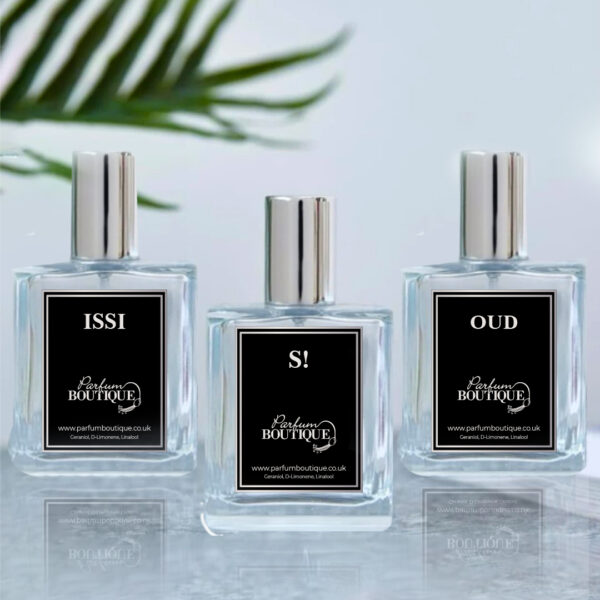 ISSI
Parfum
BOUTIQUE
www.parfumboutique.co.uk
Geraniol, D-Limonene, Linalool
S!
Parfum
BOUTIQUE
www.parfumboutique.co.uk
Geraniol, D-Limonene, Linalool
OUD
Parfum
BOUTIQUE
www.parfumboutique.co.uk
Geraniol, D-Limonene, Linalool